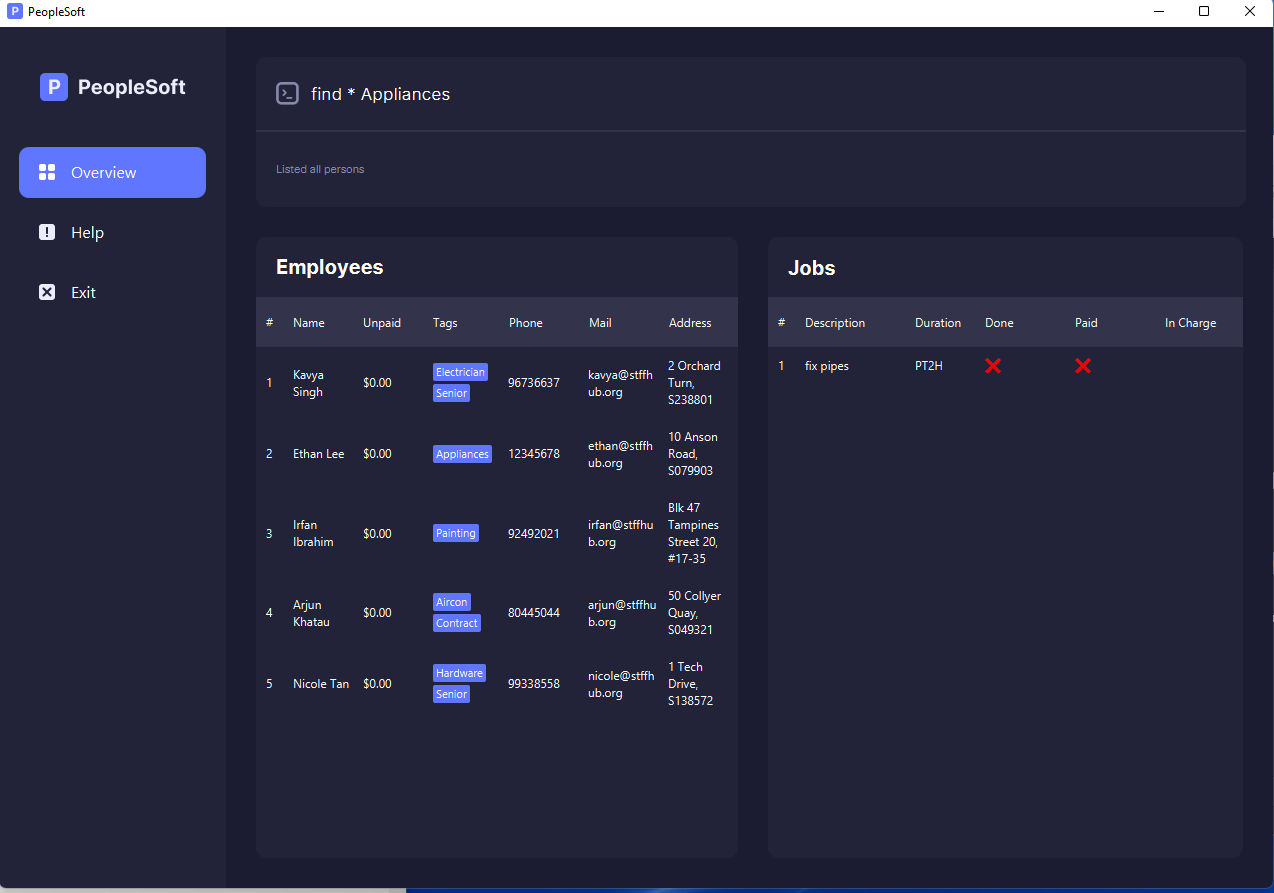 PeopleSoft
PeopleSoft
Overview
Help
Exit
find * Appliances
Listed all persons
Employees
# Name Unpaid Tags Phone Mail Address
1 Kavya Singh $0.00 Electrician Senior 96736637 kavya@stffhub.org 2 Orchard Turn, S238801
2 Ethan Lee $0.00 Appliances 12345678 ethan@stffhub.org 10 Anson Road, S079903
3 Irfan Ibrahim $0.00 Painting 92492021 irfan@stffhub.org Blk 47 Tampines Street 20, #17-35
4 Arjun Khatau $0.00 Aircon Contract 80445044 arjun@stffhub.org 50 Collyer Quay, S049321
5 Nicole Tan $0.00 Hardware Senior 99338558 nicole@stffhub.org 1 Tech Drive, S138572
Jobs
# Description Duration Done Paid In Charge
1 fix pipes PT2H